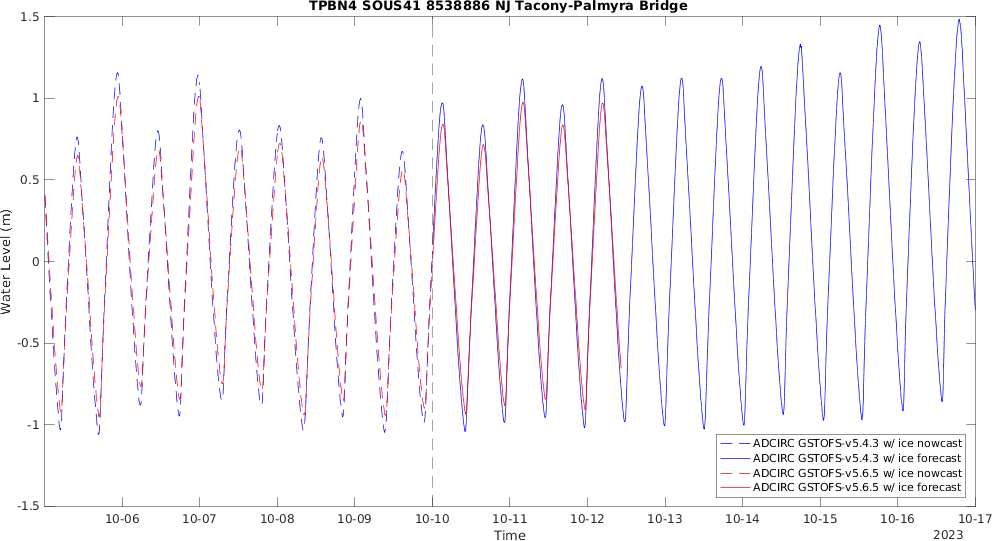 TPBN4 SOUS41 8538886 NJ Tacony-Palmyra Bridge
1.5
1
0.5
0
-0.5
-1
-1.5
Water Level (m)
ADCIRC GSTOFS-v5.4.3 w/ ice nowcast
ADCIRC GSTOFS-v5.4.3 w/ ice forecast
ADCIRC GSTOFS-v5.6.5 w/ ice nowcast
ADCIRC GSTOFS-v5.6.5 w/ ice forecast
10-06 10-07 10-08 10-09 10-10 10-11 10-12 10-13 10-14 10-15 10-16 10-17
Time
2023